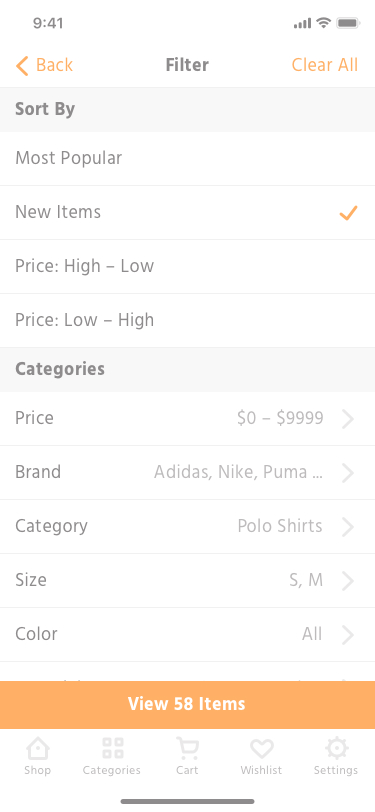 9:41
Back Filter Clear All
Sort By
Most Popular
New Items
Price: High – Low
Price: Low – High
Categories
Price $0 – $9999
Brand Adidas, Nike, Puma ...
Category Polo Shirts
Size S, M
Color All
View 58 Items
Shop Categories Cart Wishlist Settings